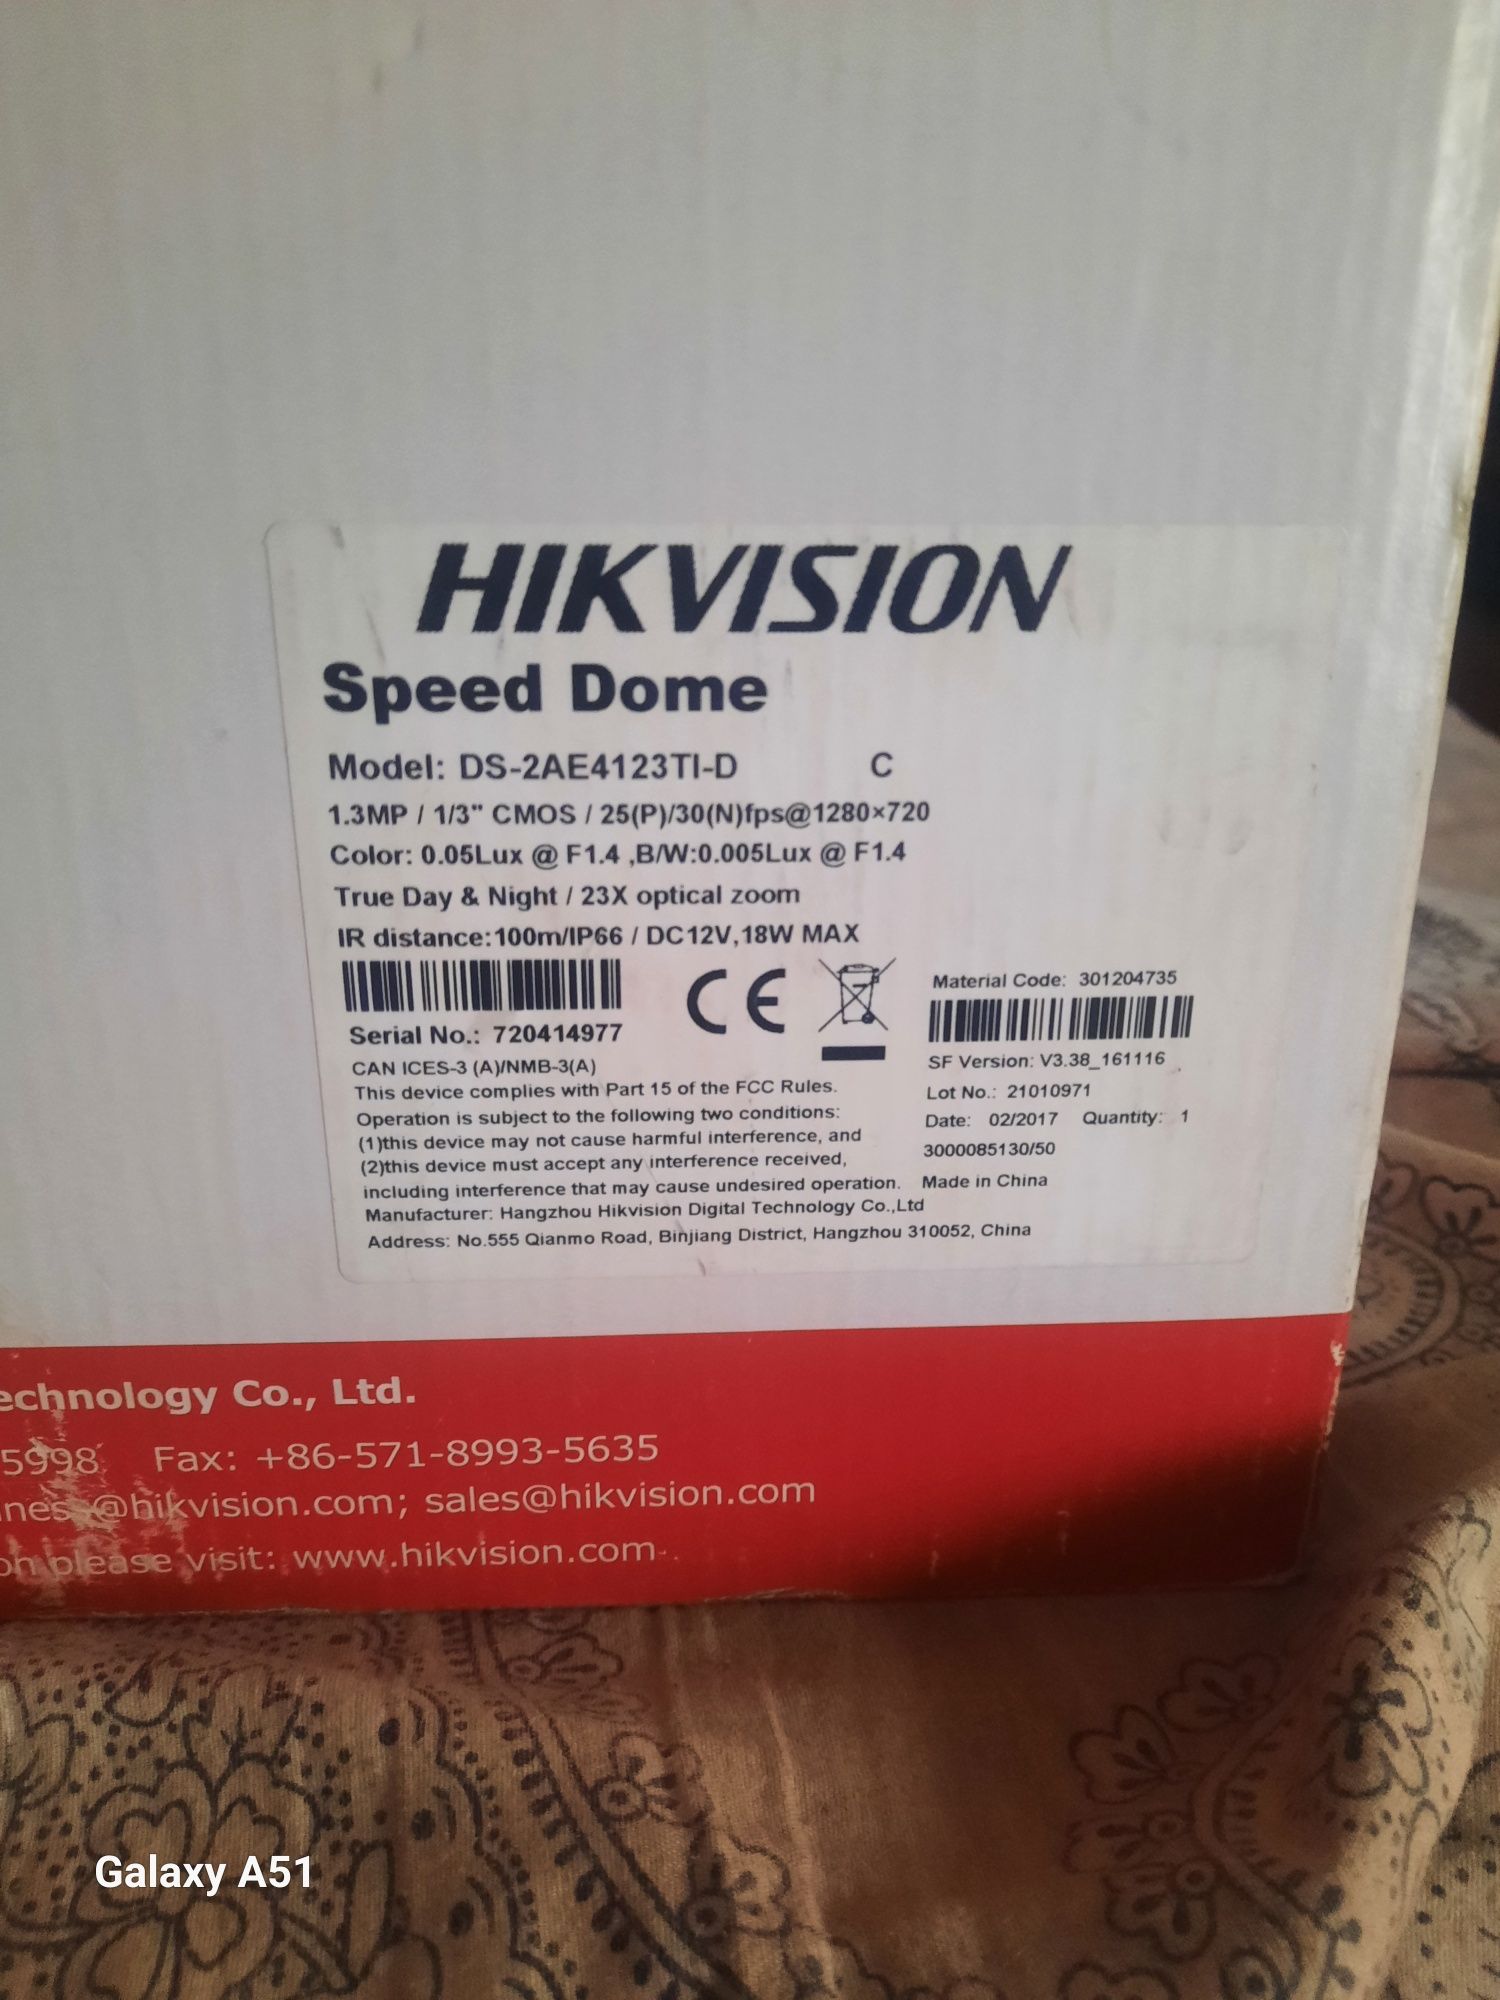 HIKVISION
Speed Dome
Model: DS-2AE4123TI-D C
1.3MP / 1/3" CMOS / 25(P)/30(N)fps@1280×720
Color: 0.05Lux @ F1.4 ,B/W:0.005Lux @ F1.4
True Day & Night / 23X optical zoom
IR distance:100m/IP66 / DC12V,18W MAX
Serial No.: 720414977
CE
Material Code: 301204735
SF Version: V3.38_161116
Lot No.: 21010971
Date: 02/2017 Quantity: 1
3000085130/50
Made in China
CAN ICES-3 (A)/NMB-3(A)
This device complies with Part 15 of the FCC Rules.
Operation is subject to the following two conditions:
(1)this device may not cause harmful interference, and
(2)this device must accept any interference received,
including interference that may cause undesired operation.
Manufacturer: Hangzhou Hikvision Digital Technology Co.,Ltd
Address: No.555 Qianmo Road, Binjiang District, Hangzhou 310052, China
echnology Co., Ltd.
5998 Fax: +86-571-8993-5635
@hikvision.com; sales@hikvision.com
on please visit: www.hikvision.com
Galaxy A51